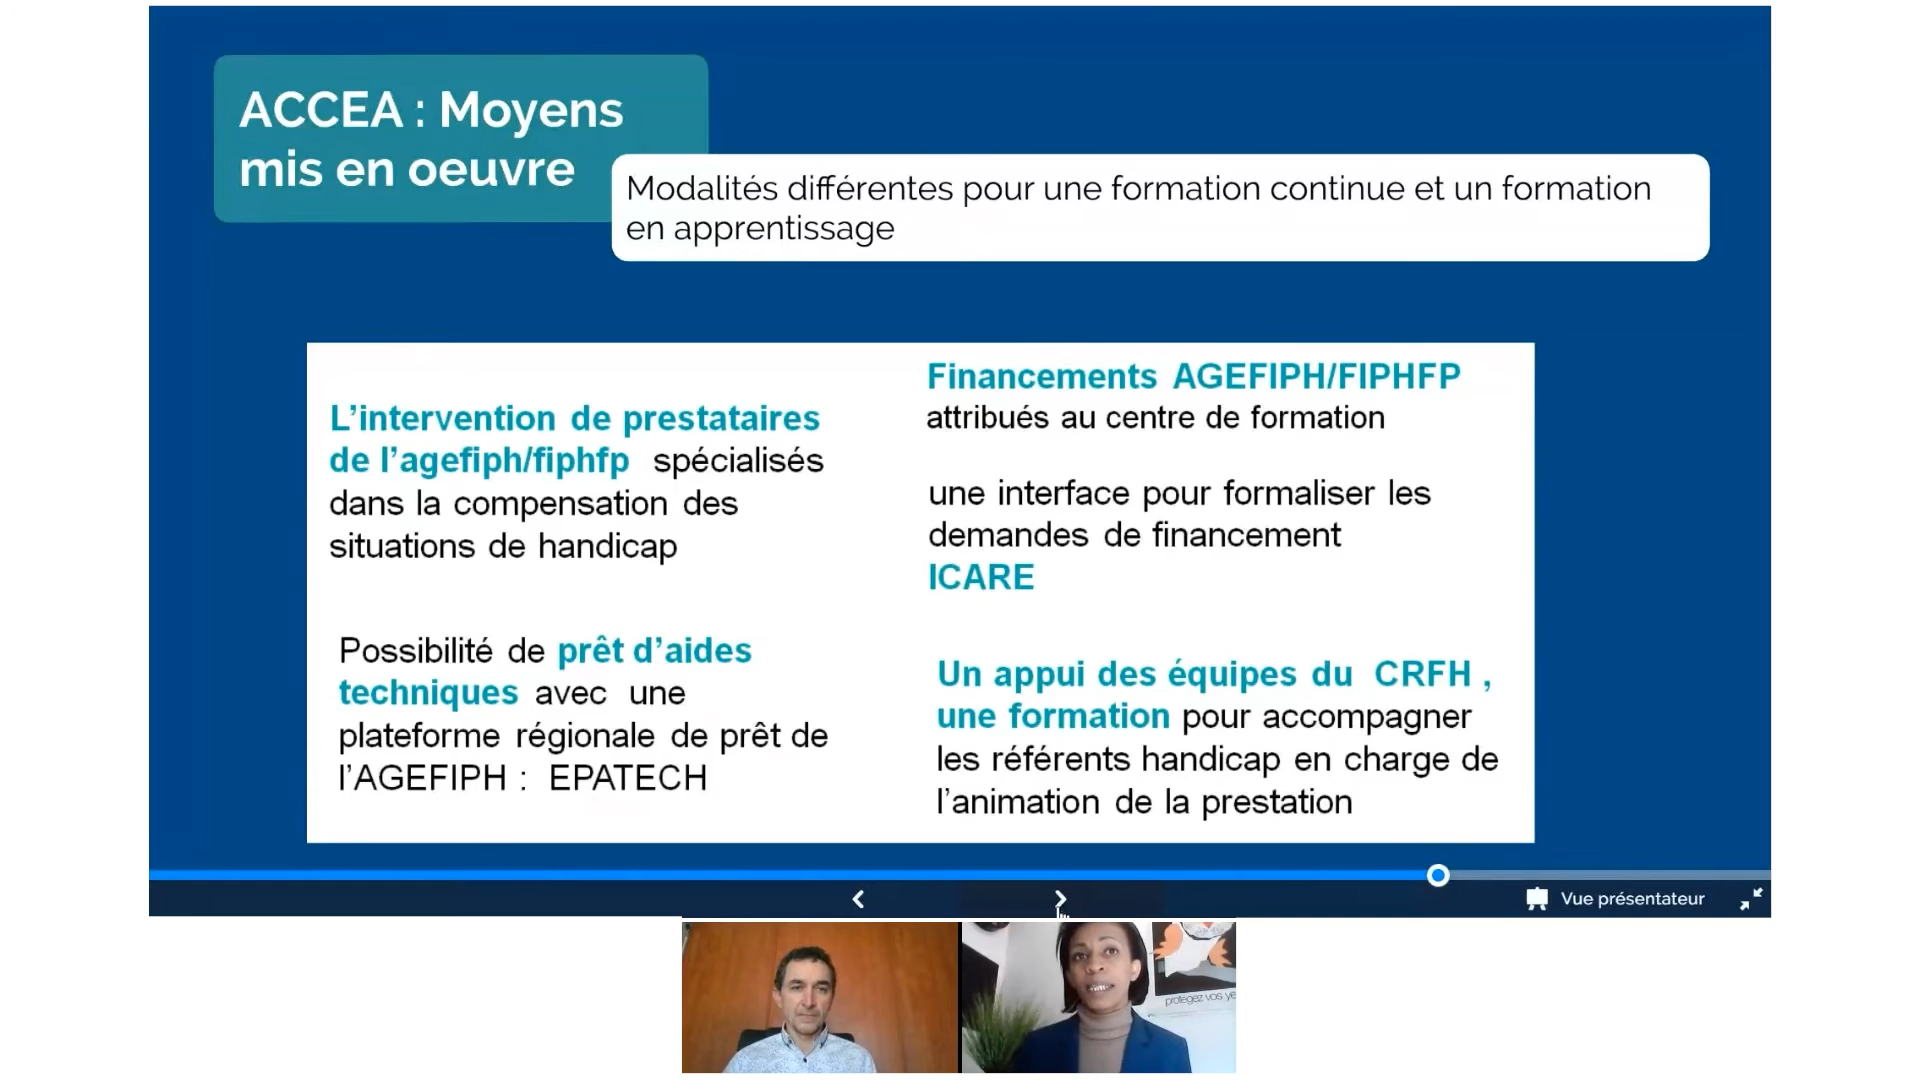 ACCEA : Moyens
mis en oeuvre
Modalités différentes pour une formation continue et un formation
en apprentissage
L’intervention de prestataires
de l’agefiph/fiphfp spécialisés
dans la compensation des
situations de handicap
Possibilité de prêt d’aides
techniques avec une
plateforme régionale de prêt de
l’AGEFIPH : EPATECH
Financements AGEFIPH/FIPHFP
attribués au centre de formation
une interface pour formaliser les
demandes de financement
ICARE
Un appui des équipes du CRFH ,
une formation pour accompagner
les référents handicap en charge de
l’animation de la prestation
Vue présentateur
protégez vos ye